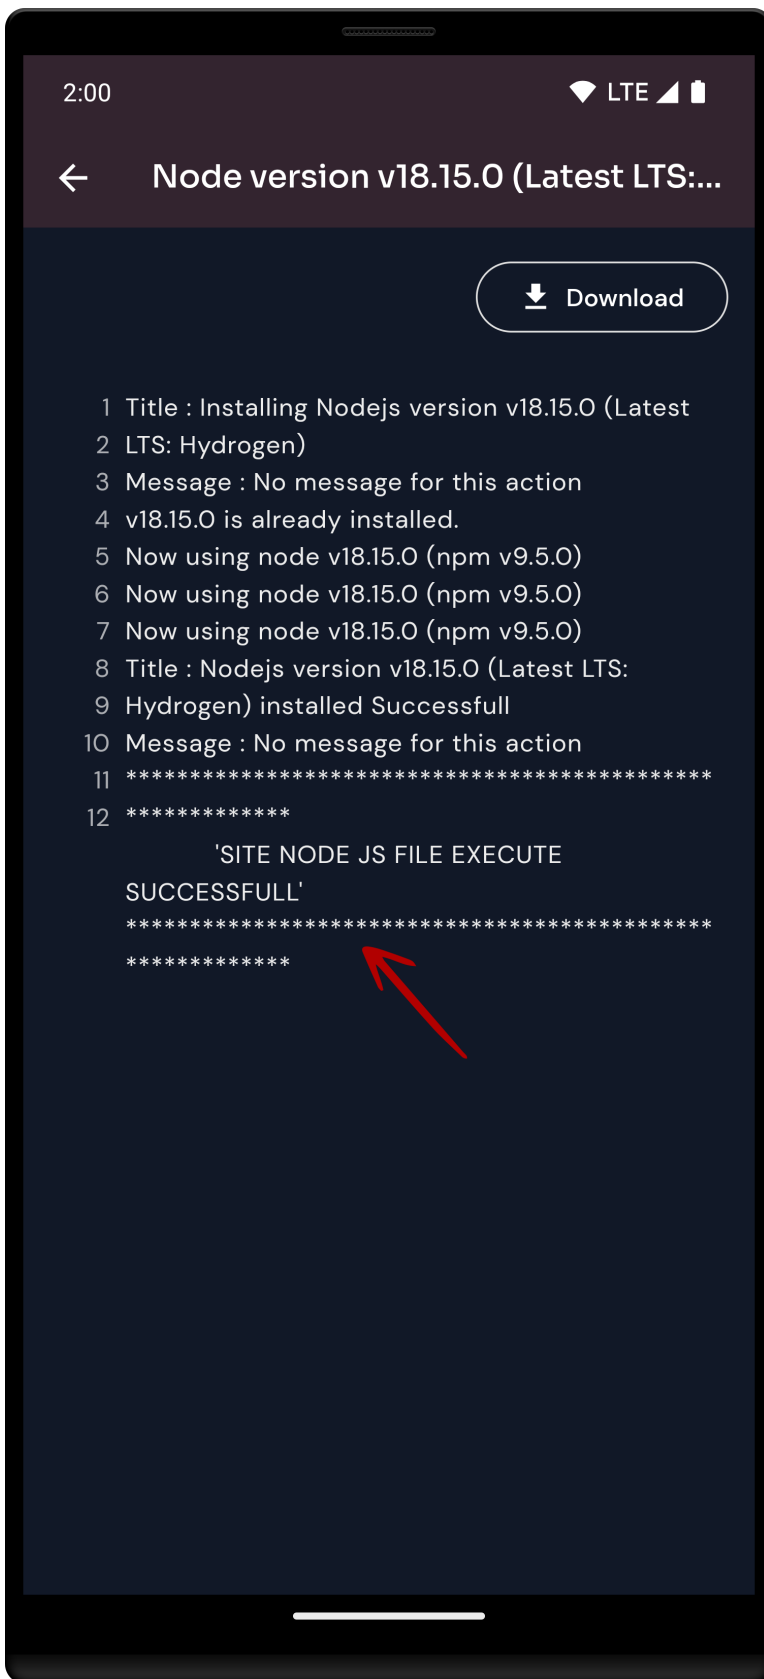 2:00 LTE
Node version v18.15.0 (Latest LTS:...
Download
1 Title : Installing Nodejs version v18.15.0 (Latest
2 LTS: Hydrogen)
3 Message : No message for this action
4 v18.15.0 is already installed.
5 Now using node v18.15.0 (npm v9.5.0)
6 Now using node v18.15.0 (npm v9.5.0)
7 Now using node v18.15.0 (npm v9.5.0)
8 Title : Nodejs version v18.15.0 (Latest LTS:
9 Hydrogen) installed Successfull
10 Message : No message for this action
11 **********************************************
12 *************
'SITE NODE JS FILE EXECUTE
SUCCESSFULL'
**********************************************
*************